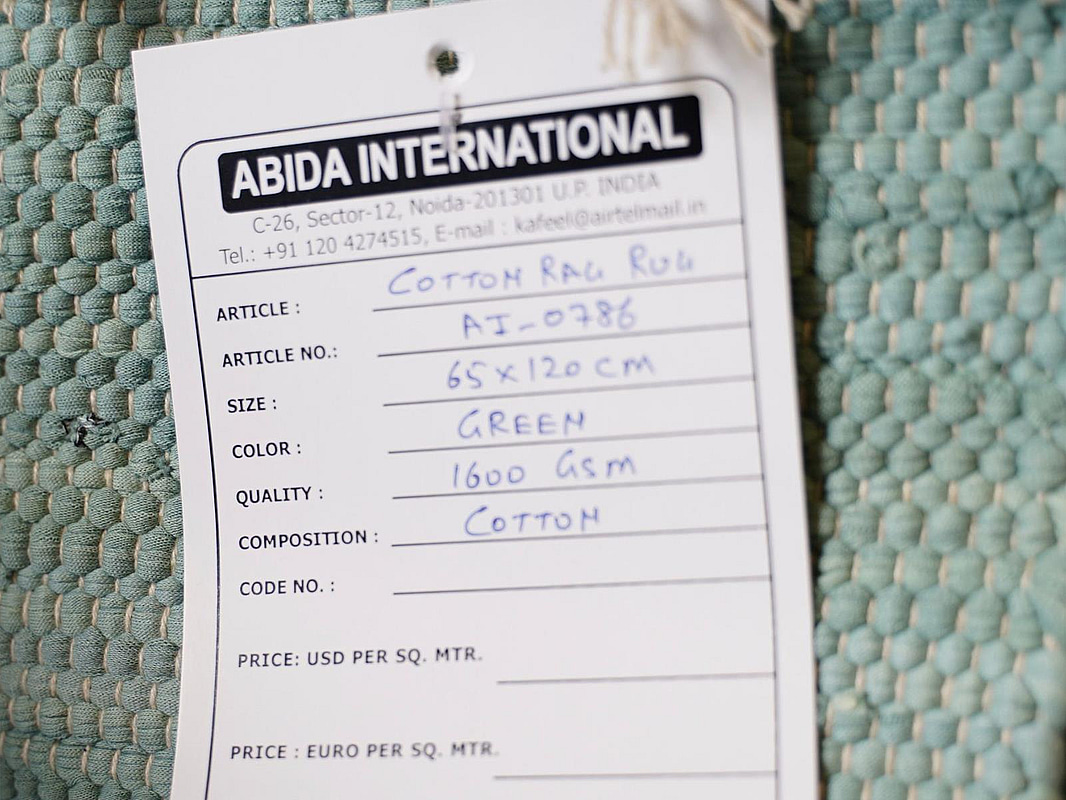 ABIDA INTERNATIONAL
C-26, Sector-12, Noida-201301 U.P. INDIA
Tel.: +91 120 4274515, E-mail : kafeel@airtelmail.in
ARTICLE : COTTON RAG RUG
ARTICLE NO.: AI-0786
SIZE : 65 x 120 cm
COLOR : GREEN
QUALITY : 1600 GSM
COMPOSITION : COTTON
CODE NO. :
PRICE: USD PER SQ. MTR.
PRICE : EURO PER SQ. MTR.